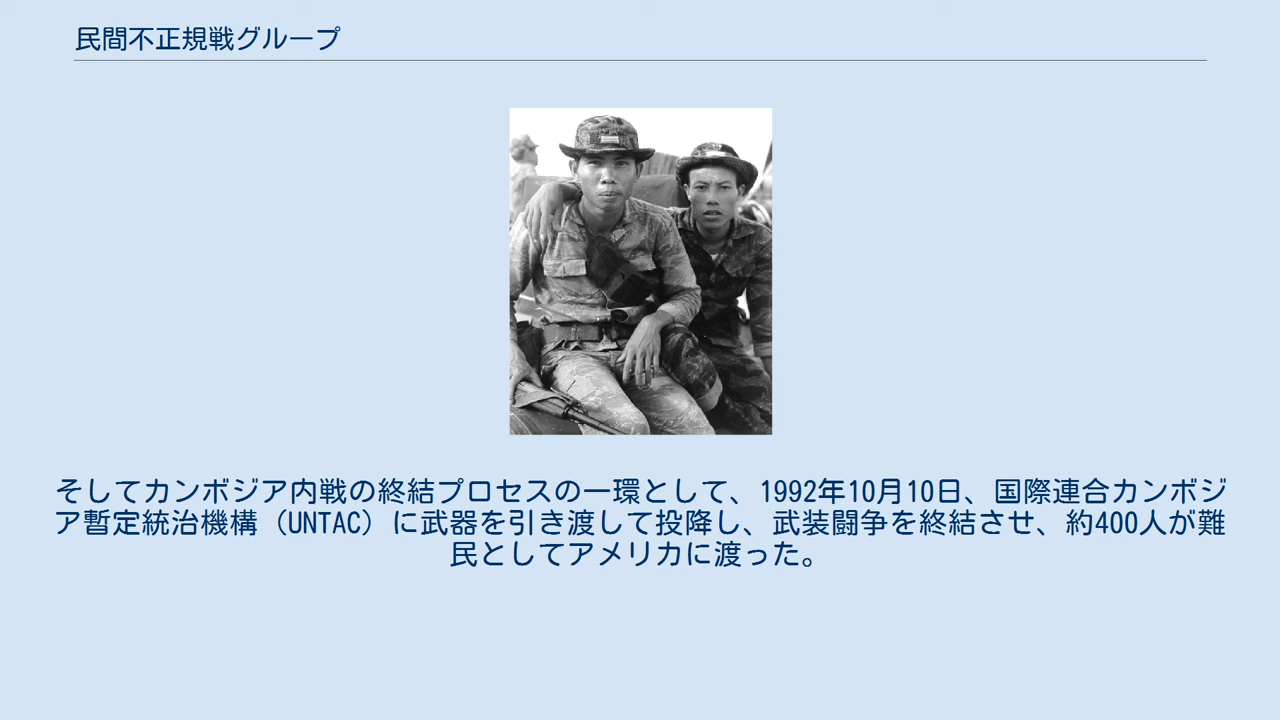 民間不正規戦グループ
そしてカンボジア内戦の終結プロセスの一環として、1992年10月10日、国際連合カンボジ
ア暫定統治機構（UNTAC）に武器を引き渡して投降し、武装闘争を終結させ、約400人が難
民としてアメリカに渡った。